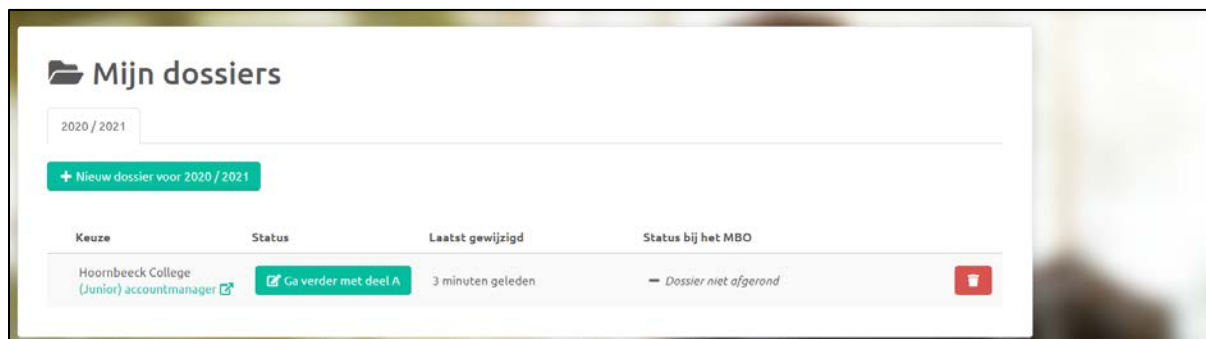 Mijn dossiers
2020 / 2021
+ Nieuw dossier voor 2020 / 2021
Keuze Status Laatst gewijzigd Status bij het MBO
Hoornbeeck College
(Junior) accountmanager Ga verder met deel A 3 minuten geleden – Dossier niet afgerond